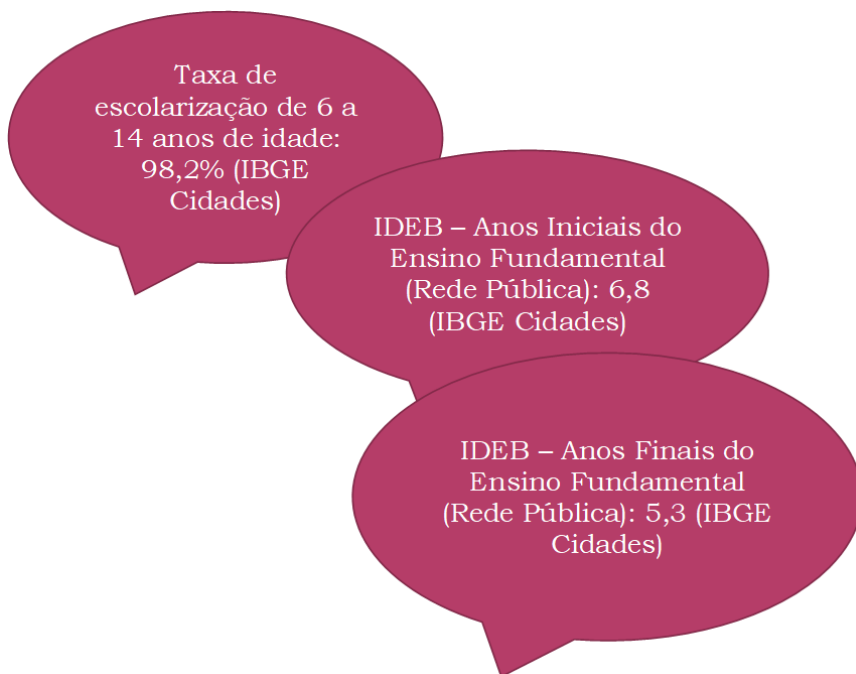 Taxa de
escolarização de 6 a
14 anos de idade:
98,2% (IBGE
Cidades)
IDEB – Anos Iniciais do
Ensino Fundamental
(Rede Pública): 6,8
(IBGE Cidades)
IDEB – Anos Finais do
Ensino Fundamental
(Rede Pública): 5,3 (IBGE
Cidades)